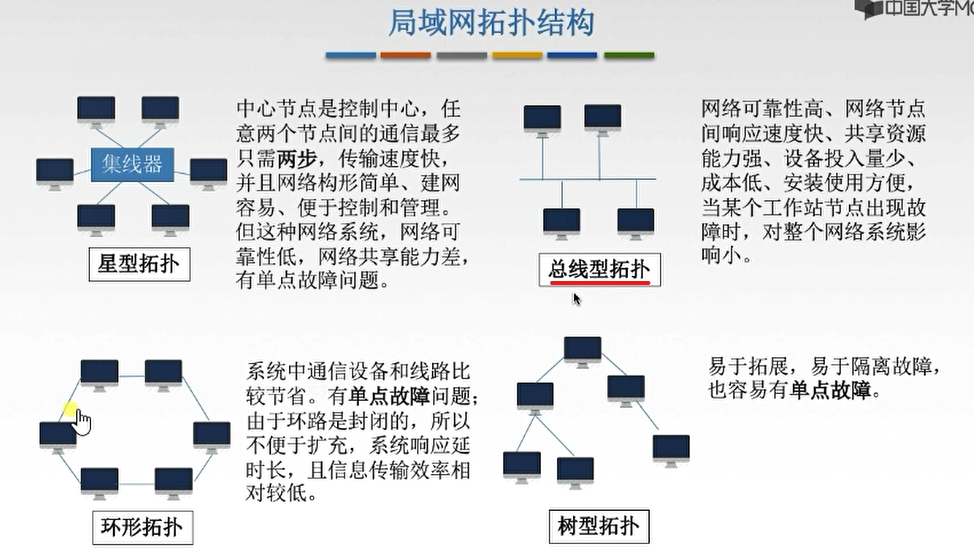 中国大学MO
局域网拓扑结构
集线器
星型拓扑
中心节点是控制中心，任
意两个节点间的通信最多
只需两步，传输速度快，
并且网络构形简单、建网
容易、便于控制和管理。
但这种网络系统，网络可
靠性低，网络共享能力差，
有单点故障问题。
总线型拓扑
网络可靠性高、网络节点
间响应速度快、共享资源
能力强、设备投入量少、
成本低、安装使用方便，
当某个工作站节点出现故
障时，对整个网络系统影
响小。
环形拓扑
系统中通信设备和线路比
较节省。有单点故障问题；
由于环路是封闭的，所以
不便于扩充，系统响应延
时长，且信息传输效率相
对较低。
树型拓扑
易于拓展，易于隔离故障，
也容易有单点故障。